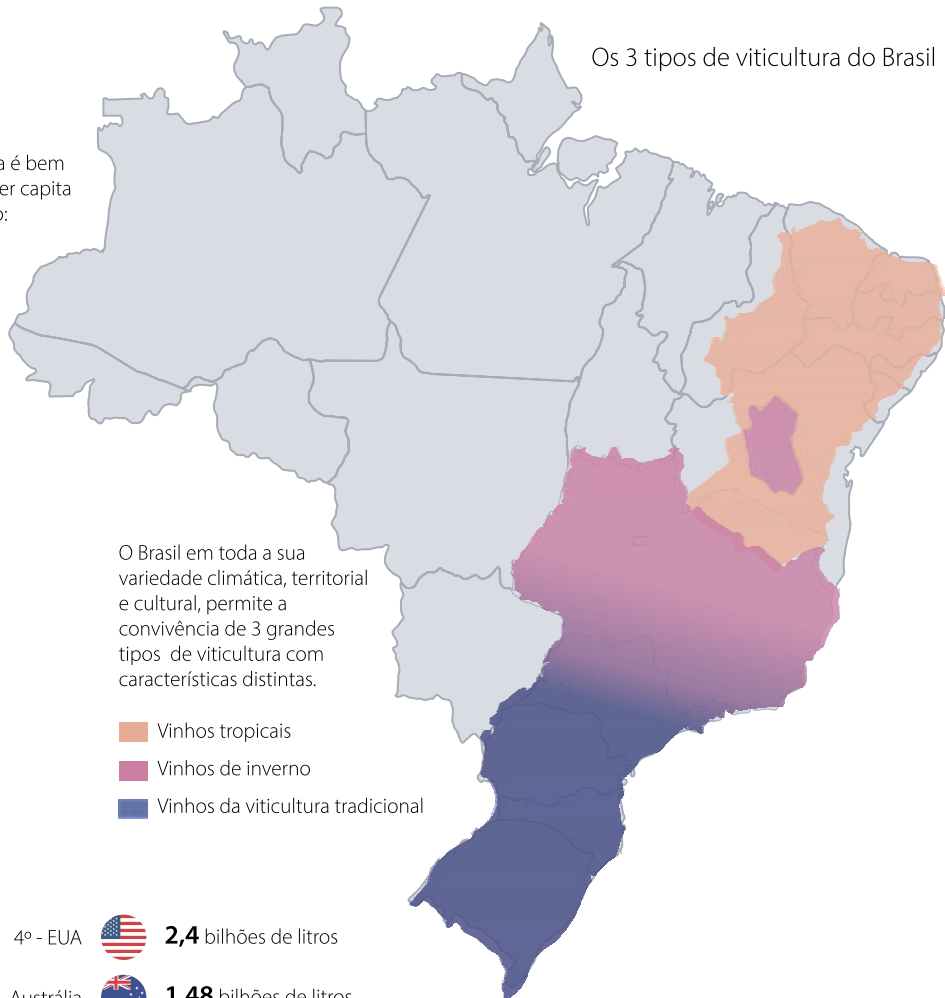 Os 3 tipos de viticultura do Brasil
a é bem
er capita
o:
O Brasil em toda a sua
variedade climática, territorial
e cultural, permite a
convivência de 3 grandes
tipos de viticultura com
características distintas.
Vinhos tropicais
Vinhos de inverno
Vinhos da viticultura tradicional
4º - EUA 2,4 bilhões de litros
Austrália 1,48 bilhões de litros